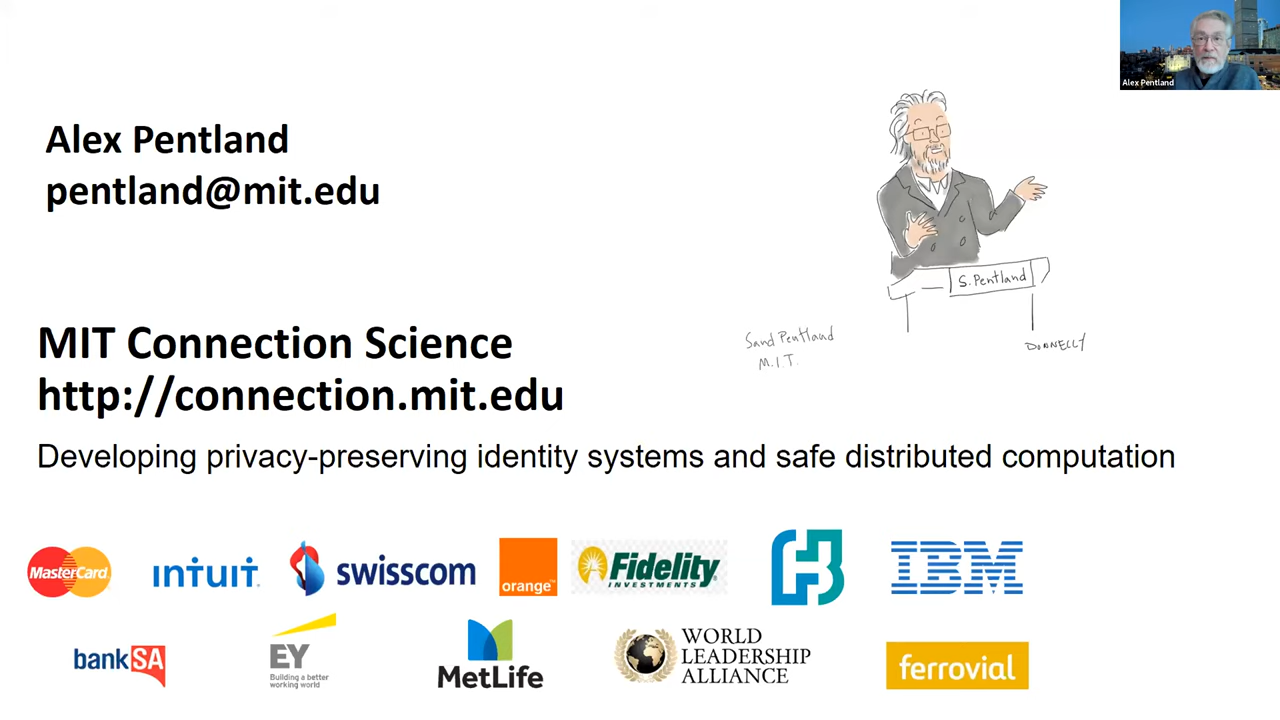 Alex Pentland
Alex Pentland
pentland@mit.edu
S. Pentland
Sand Pentland
M.I.T.
DONNELLY
MIT Connection Science
http://connection.mit.edu
Developing privacy-preserving identity systems and safe distributed computation
MasterCard
intuit
swisscom
orange™
Fidelity
INVESTMENTS
IBM
bankSA
EY
Building a better
working world
MetLife
WORLD
LEADERSHIP
ALLIANCE
ferrovial